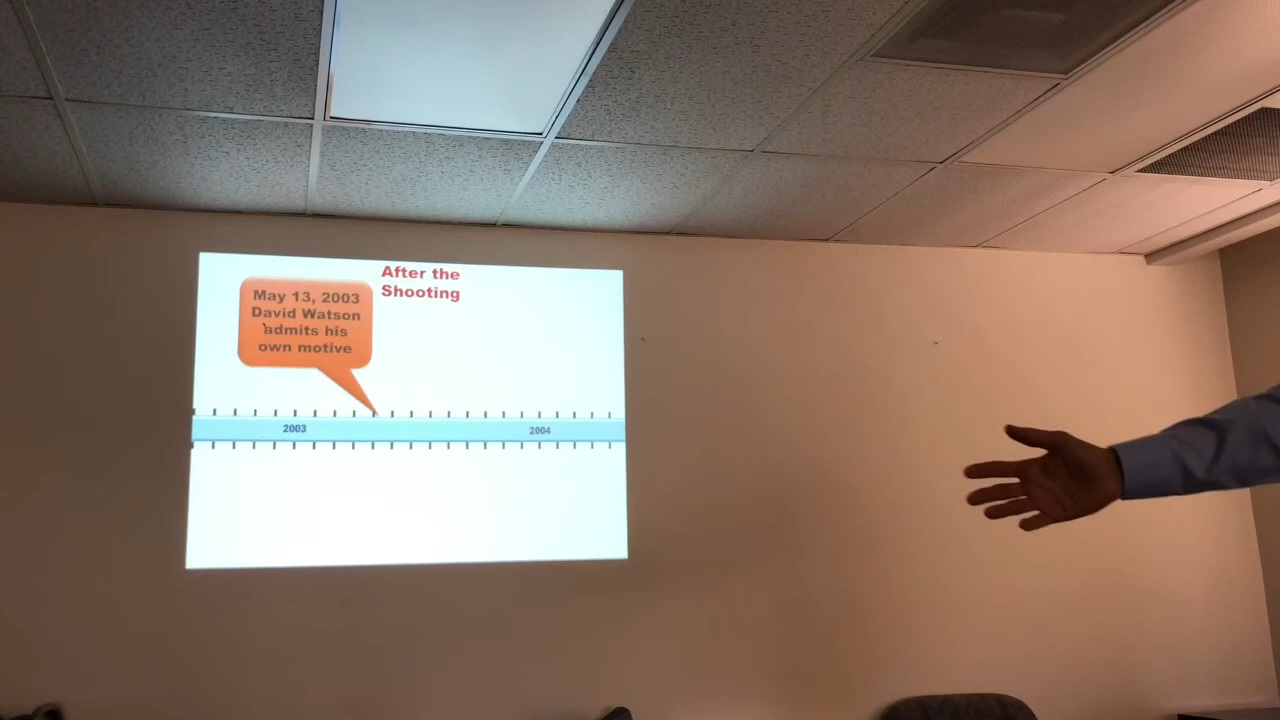 After the
Shooting
May 13, 2003
David Watson
admits his
own motive
2003
2004